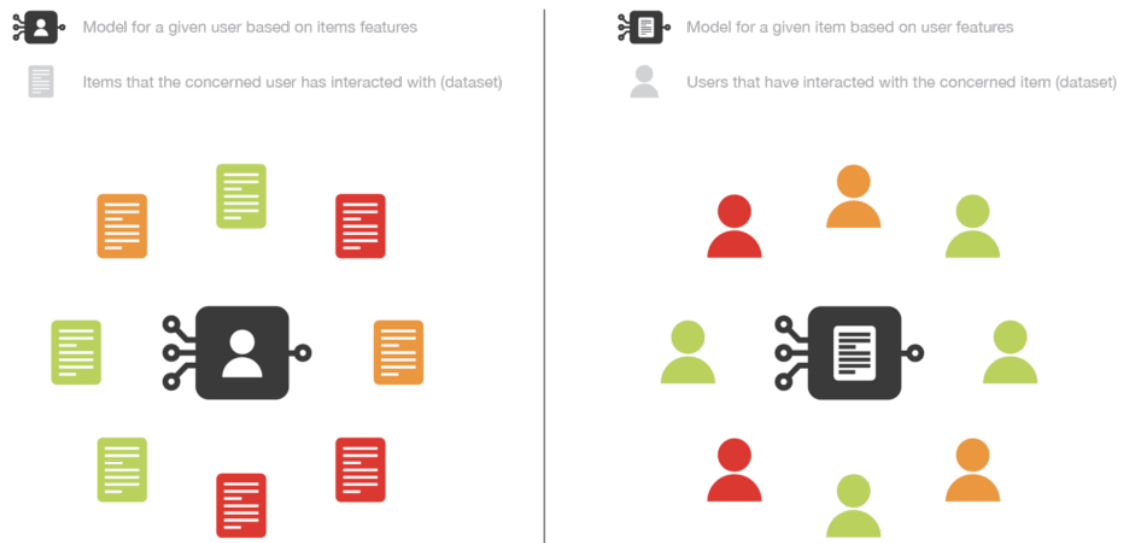 Model for a given user based on items features
Items that the concerned user has interacted with (dataset)
Model for a given item based on user features
Users that have interacted with the concerned item (dataset)